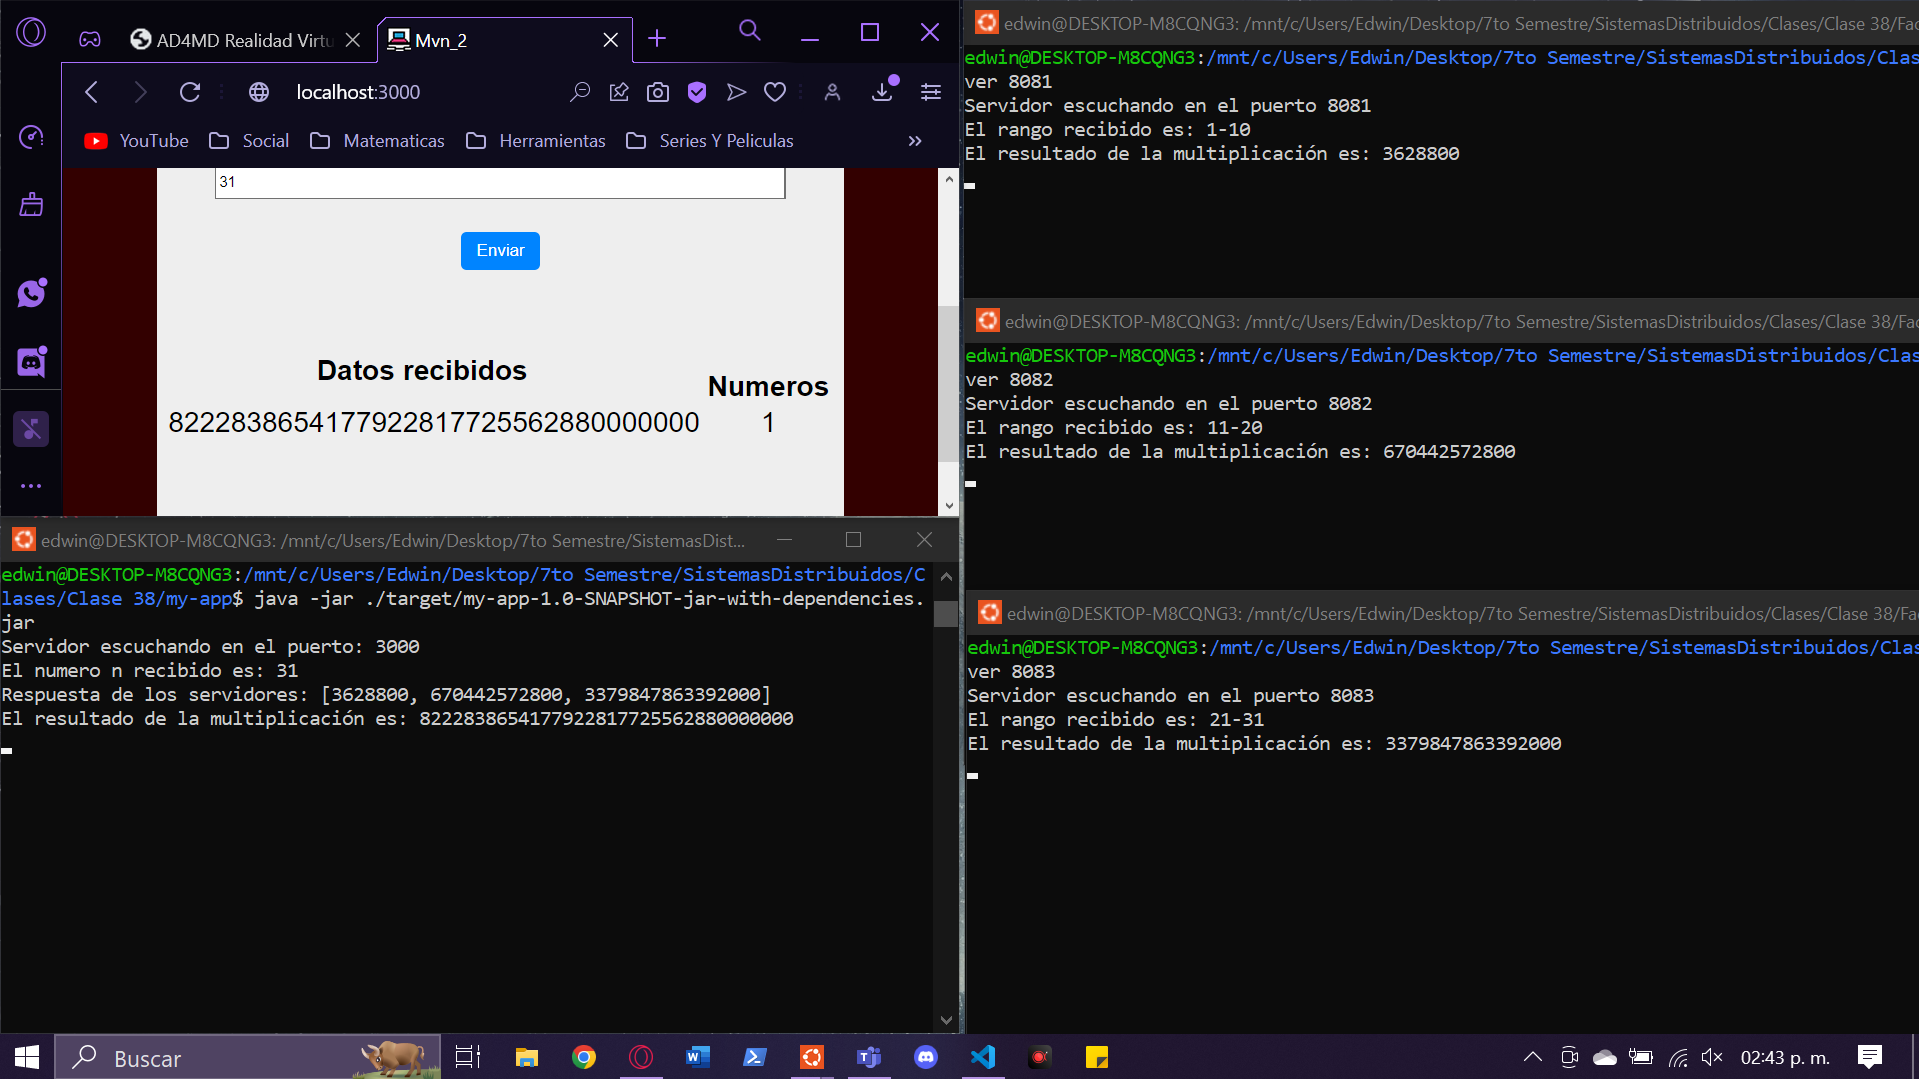 AD4MD Realidad Virtu
Mvn_2
localhost:3000
YouTube
Social
Matematicas
Herramientas
Series Y Peliculas
31
Enviar
Datos recibidos
Numeros
8222838654177922817725562880000000
1
edwin@DESKTOP-M8CQNG3: /mnt/c/Users/Edwin/Desktop/7to Semestre/SistemasDist...
edwin@DESKTOP-M8CQNG3:/mnt/c/Users/Edwin/Desktop/7to Semestre/SistemasDistribuidos/C
lases/Clase 38/my-app$ java -jar ./target/my-app-1.0-SNAPSHOT-jar-with-dependencies.
jar
Servidor escuchando en el puerto: 3000
El numero n recibido es: 31
Respuesta de los servidores: [3628800, 670442572800, 3379847863392000]
El resultado de la multiplicación es: 8222838654177922817725562880000000
edwin@DESKTOP-M8CQNG3: /mnt/c/Users/Edwin/Desktop/7to Semestre/SistemasDistribuidos/Clases/Clase 38/Fac
edwin@DESKTOP-M8CQNG3:/mnt/c/Users/Edwin/Desktop/7to Semestre/SistemasDistribuidos/Clas
ver 8081
Servidor escuchando en el puerto 8081
El rango recibido es: 1-10
El resultado de la multiplicación es: 3628800
edwin@DESKTOP-M8CQNG3: /mnt/c/Users/Edwin/Desktop/7to Semestre/SistemasDistribuidos/Clases/Clase 38/Fac
edwin@DESKTOP-M8CQNG3:/mnt/c/Users/Edwin/Desktop/7to Semestre/SistemasDistribuidos/Clas
ver 8082
Servidor escuchando en el puerto 8082
El rango recibido es: 11-20
El resultado de la multiplicación es: 670442572800
edwin@DESKTOP-M8CQNG3: /mnt/c/Users/Edwin/Desktop/7to Semestre/SistemasDistribuidos/Clases/Clase 38/Fac
edwin@DESKTOP-M8CQNG3:/mnt/c/Users/Edwin/Desktop/7to Semestre/SistemasDistribuidos/Clas
ver 8083
Servidor escuchando en el puerto 8083
El rango recibido es: 21-31
El resultado de la multiplicación es: 3379847863392000
Buscar
02:43 p. m.